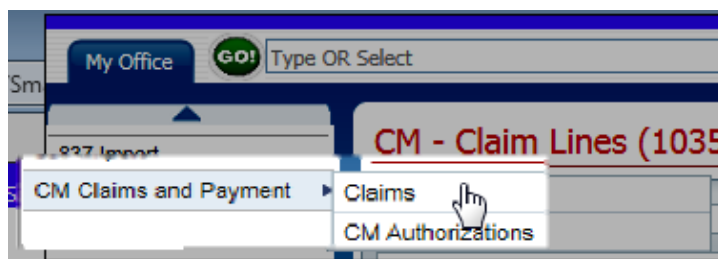 My Office GO! Type OR Select
Sm
837 Import
CM - Claim Lines (1035
CM Claims and Payment Claims
CM Authorizations